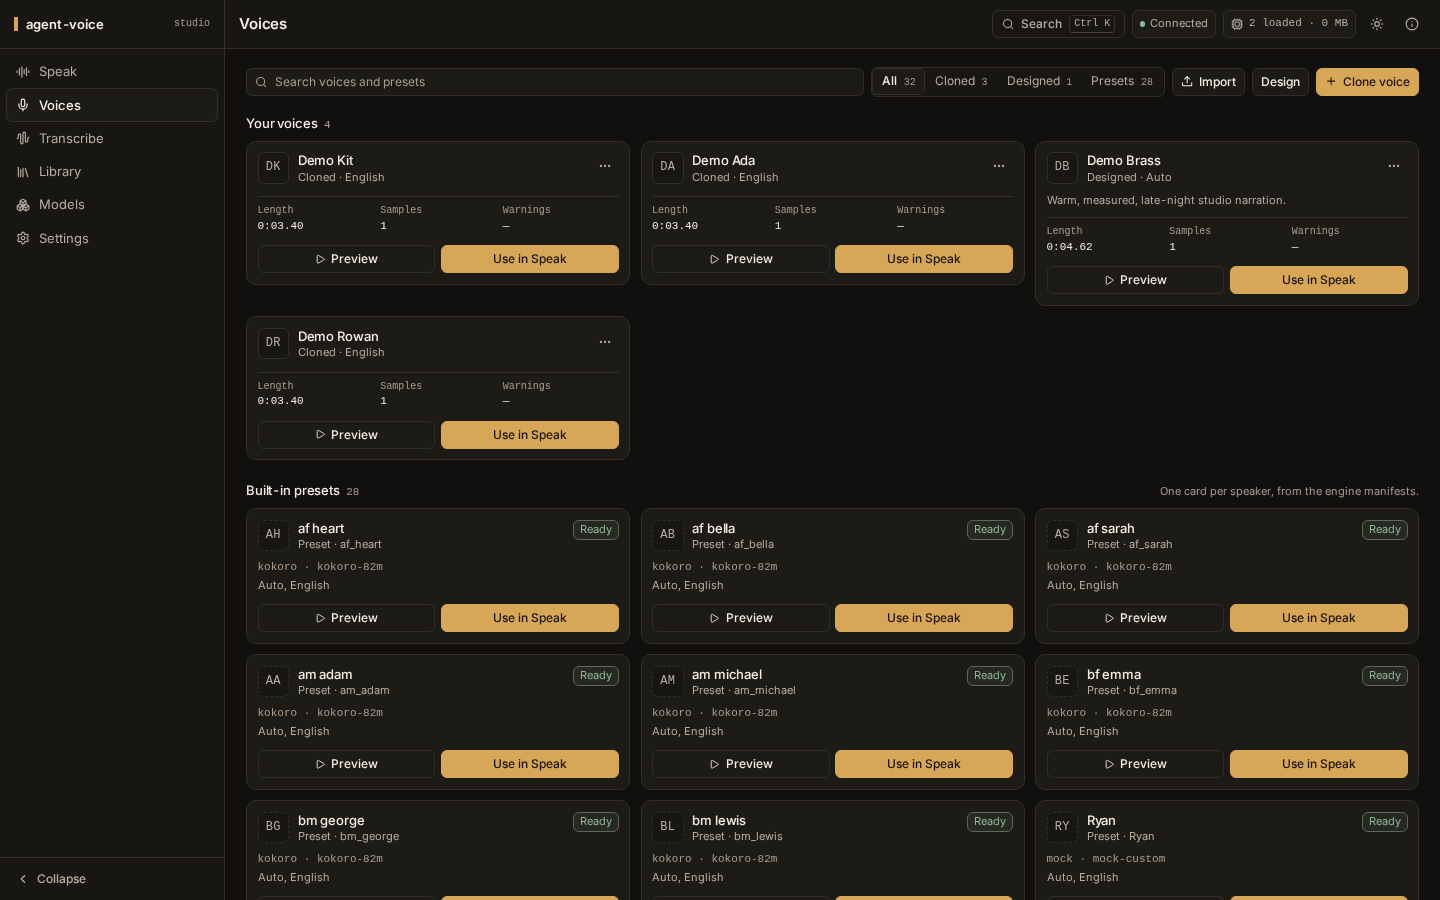 agent-voice
studio
Voices
Search Ctrl K
Connected
2 loaded · 0 MB
Speak
Voices
Transcribe
Library
Models
Settings
Collapse
Search voices and presets
All 32
Cloned 3
Designed 1
Presets 28
Import
Design
Clone voice
Your voices 4
DK
Demo Kit
Cloned · English
Length Samples Warnings
0:03.40 1 —
Preview
Use in Speak
DA
Demo Ada
Cloned · English
Length Samples Warnings
0:03.40 1 —
Preview
Use in Speak
DB
Demo Brass
Designed · Auto
Warm, measured, late-night studio narration.
Length Samples Warnings
0:04.62 1 —
Preview
Use in Speak
DR
Demo Rowan
Cloned · English
Length Samples Warnings
0:03.40 1 —
Preview
Use in Speak
Built-in presets 28
One card per speaker, from the engine manifests.
AH
af heart
Preset · af_heart
Ready
kokoro · kokoro-82m
Auto, English
Preview
Use in Speak
AB
af bella
Preset · af_bella
Ready
kokoro · kokoro-82m
Auto, English
Preview
Use in Speak
AS
af sarah
Preset · af_sarah
Ready
kokoro · kokoro-82m
Auto, English
Preview
Use in Speak
AA
am adam
Preset · am_adam
Ready
kokoro · kokoro-82m
Auto, English
Preview
Use in Speak
AM
am michael
Preset · am_michael
Ready
kokoro · kokoro-82m
Auto, English
Preview
Use in Speak
BE
bf emma
Preset · bf_emma
Ready
kokoro · kokoro-82m
Auto, English
Preview
Use in Speak
BG
bm george
Preset · bm_george
Ready
kokoro · kokoro-82m
Auto, English
BL
bm lewis
Preset · bm_lewis
Ready
kokoro · kokoro-82m
Auto, English
RY
Ryan
Preset · Ryan
Ready
mock · mock-custom
Auto, English